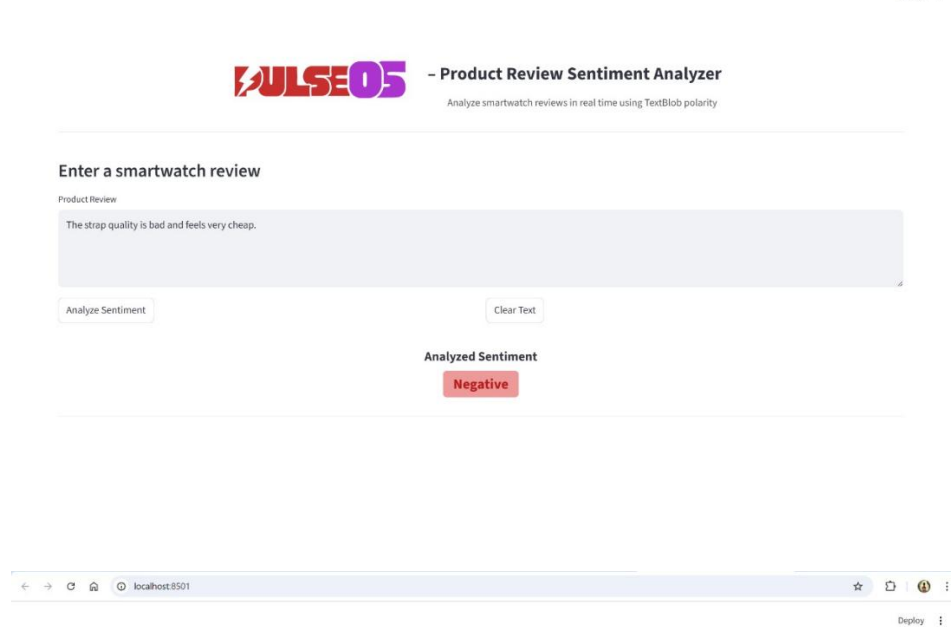 PULSEOS
– Product Review Sentiment Analyzer
Analyze smartwatch reviews in real time using TextBlob polarity
Enter a smartwatch review
Product Review
The strap quality is bad and feels very cheap.
Analyze Sentiment
Clear Text
Analyzed Sentiment
Negative
localhost:8501
Deploy